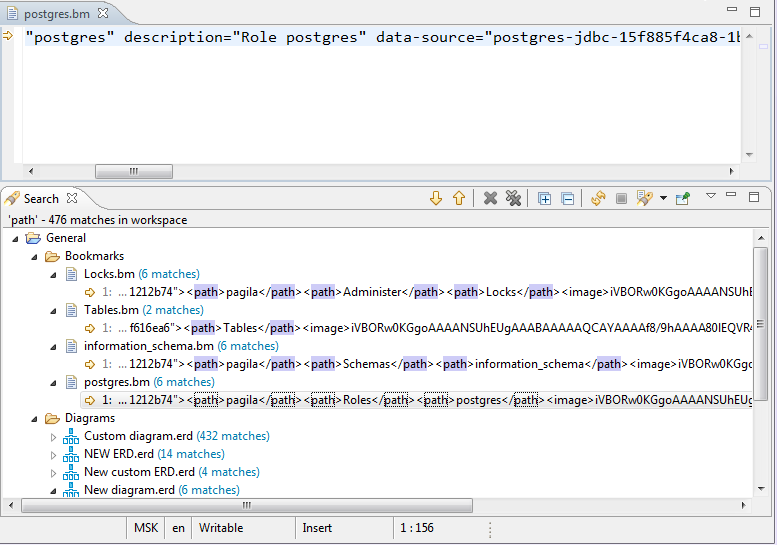 postgres.bm
"postgres" description="Role postgres" data-source="postgres-jdbc-15f885f4ca8-1b
Search
'path' - 476 matches in workspace
General
Bookmarks
Locks.bm (6 matches)
1: ... 1212b74"><path>pagila</path><path>Administer</path><path>Locks</path><image>iVBORw0KGgoAAAANSUhE
Tables.bm (2 matches)
1: ... f616ea6"><path>Tables</path><image>iVBORw0KGgoAAAANSUhEUgAAABAAAAAQCAYAAAAf8/9hAAAA80lEQVR4
information_schema.bm (6 matches)
1: ... 1212b74"><path>pagila</path><path>Schemas</path><path>information_schema</path><image>iVBORw0KGgo
postgres.bm (6 matches)
1: ... 1212b74"><path>pagila</path><path>Roles</path><path>postgres</path><image>iVBORw0KGgoAAAANSUhEUg
Diagrams
Custom diagram.erd (432 matches)
NEW ERD.erd (14 matches)
New custom ERD.erd (4 matches)
New diagram.erd (6 matches)
MSK en Writable Insert 1 : 156